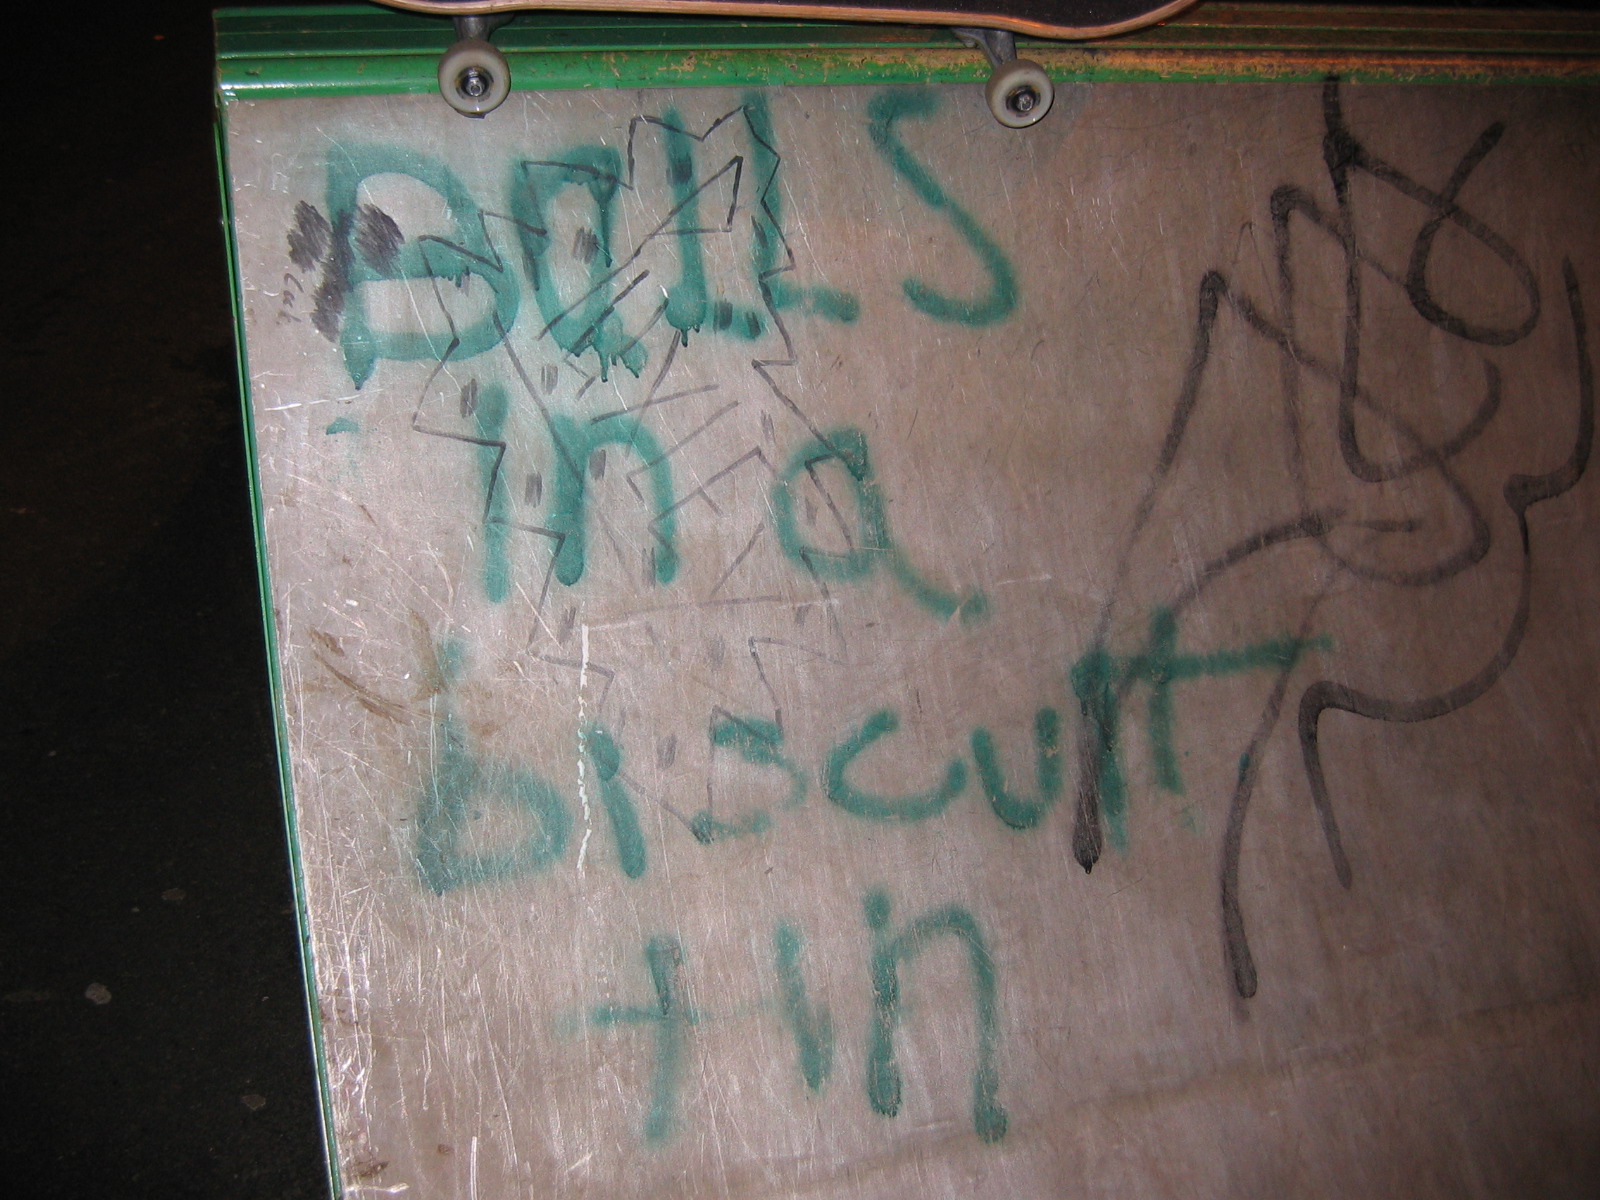 BallS
in a
biscuit
tin